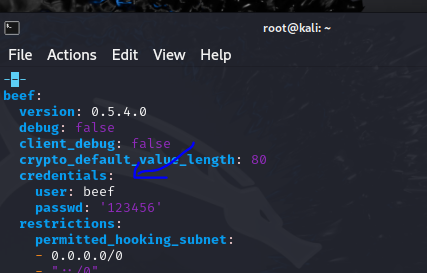 root@kali: ~
File Actions Edit View Help
---
beef:
version: 0.5.4.0
debug: false
client_debug: false
crypto_default_value_length: 80
credentials:
user: beef
passwd: '123456'
restrictions:
permitted_hooking_subnet:
- 0.0.0.0/0
- "::/0"